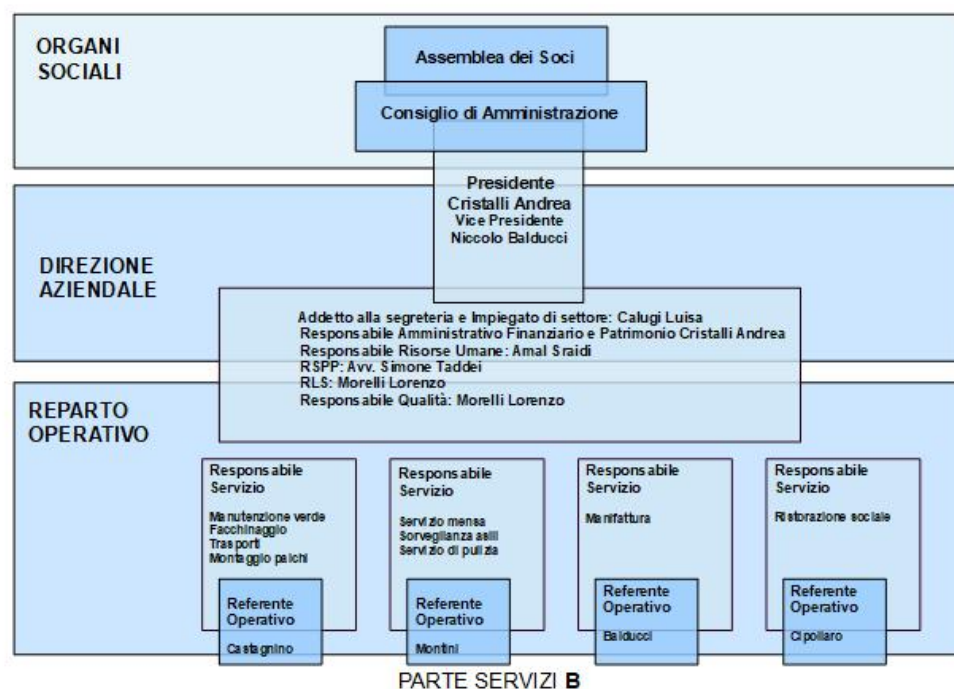 ORGANI
SOCIALI
Assemblea dei Soci
Consiglio di Amministrazione
Presidente
Cristalli Andrea
Vice Presidente
Niccolo Balducci
DIREZIONE
AZIENDALE
Addetto alla segreteria e Impiegato di settore: Calugi Luisa
Responsabile Amministrativo Finanziario e Patrimonio Cristalli Andrea
Responsabile Risorse Umane: Amal Sraidi
RSPP: Avv. Simone Taddei
RLS: Morelli Lorenzo
Responsabile Qualità: Morelli Lorenzo
REPARTO
OPERATIVO
Responsabile
Servizio
Manutenzione verde
Facchinaggio
Trasporti
Montaggio palchi
Referente
Operativo
Castagnino
Responsabile
Servizio
Servizio mensa
Sorveglianza asili
Servizio di pulizia
Referente
Operativo
Montini
Responsabile
Servizio
Manifattura
Referente
Operativo
Balducci
Responsabile
Servizio
Ristorazione sociale
Referente
Operativo
Cipollaro
PARTE SERVIZI B